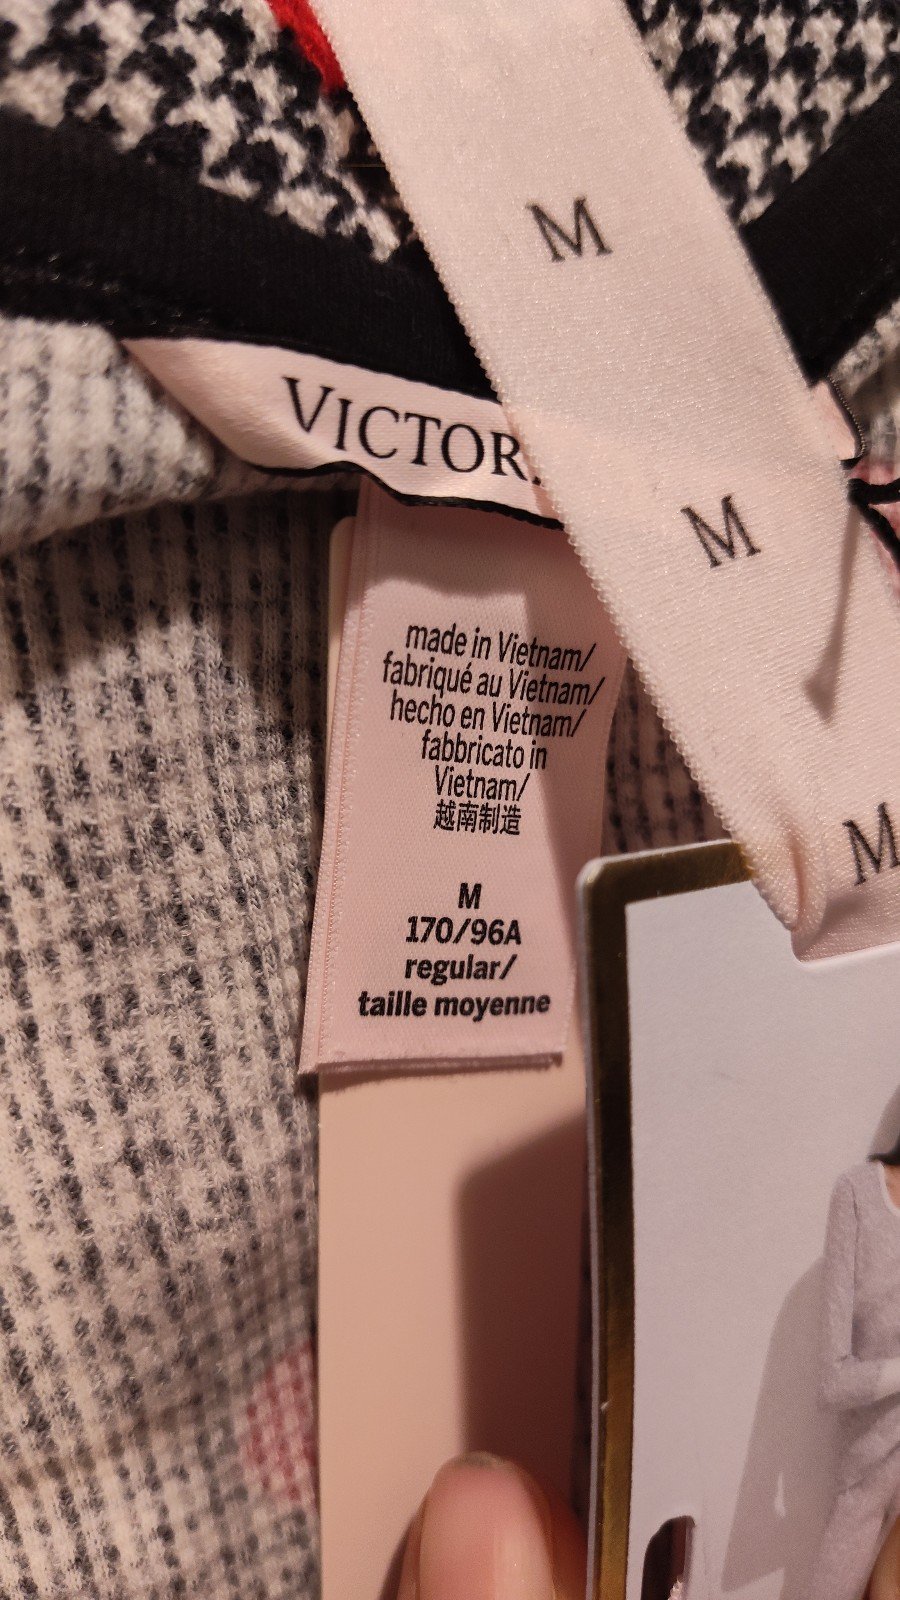 M
VICTOR
M
made in Vietnam/
fabriqué au Vietnam/
hecho en Vietnam/
fabbricato in
Vietnam/
越南制造
M
M
170/96A
regular/
taille moyenne